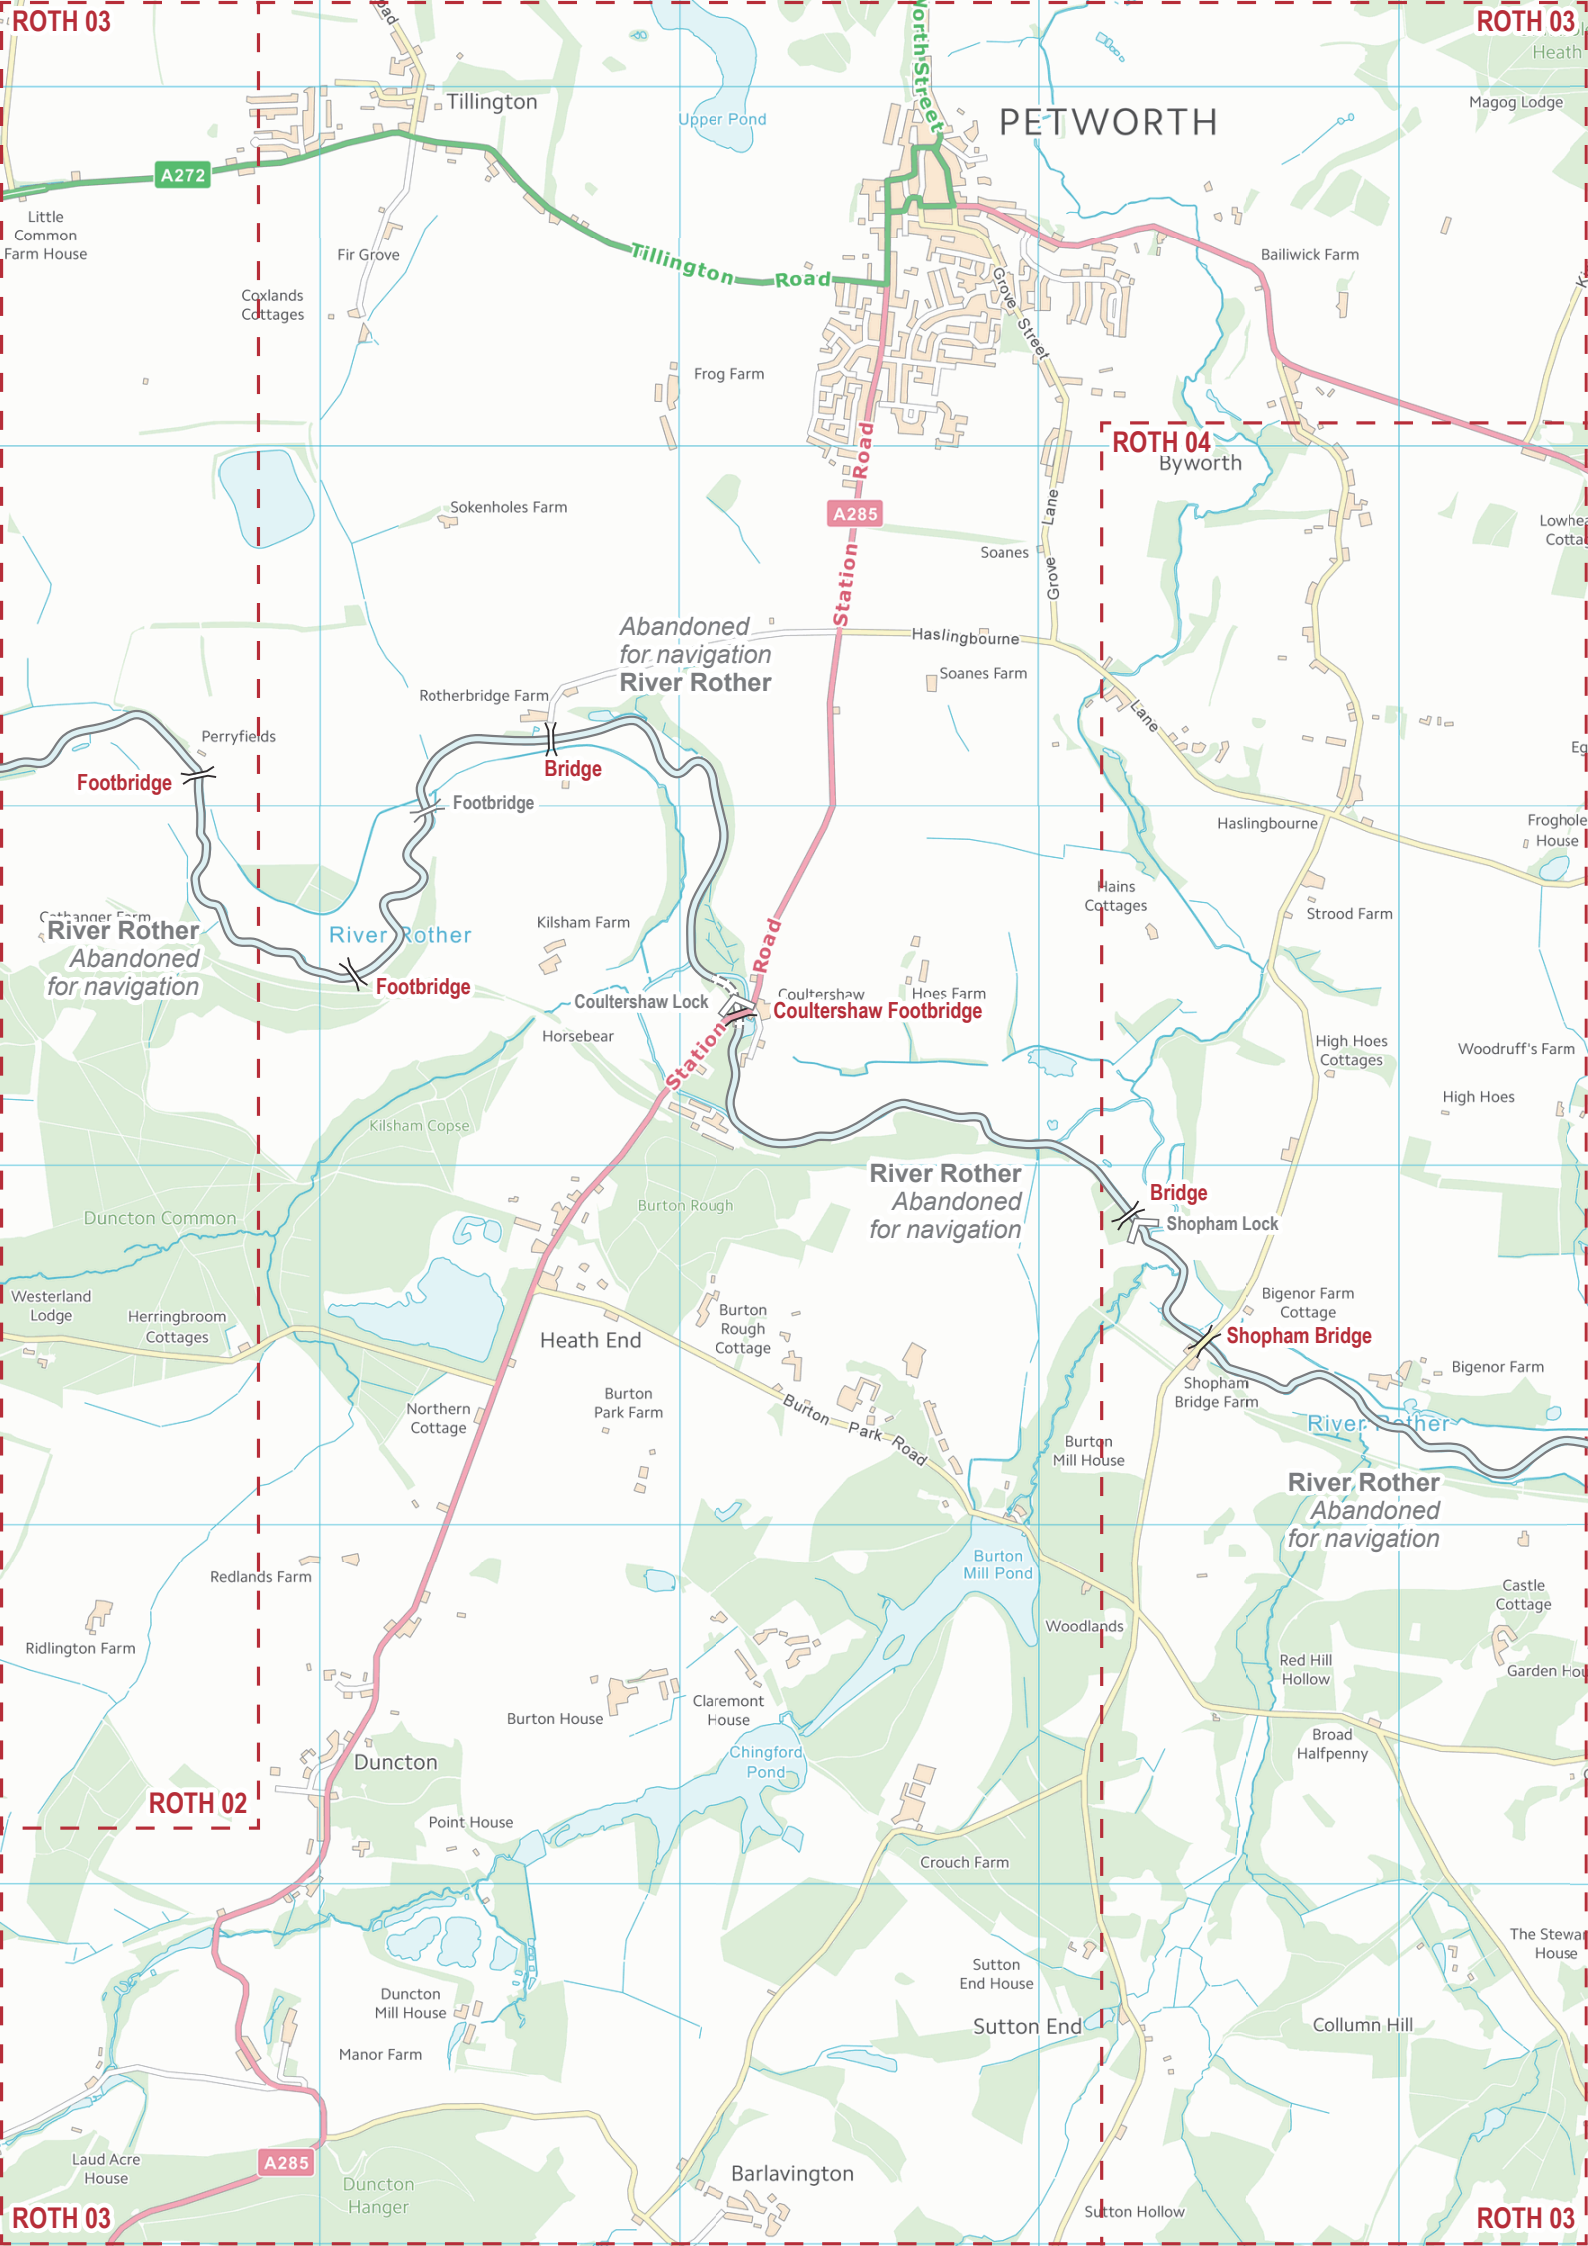 ROTH 03
ROTH 03
Heath
North Street
Tillington
Upper Pond
PETWORTH
Magog Lodge
A272
Little
Common
Farm House
Fir Grove
Tillington Road
Bailiwick Farm
Coxlands
Cottages
Grove Street
Frog Farm
Station Road
ROTH 04
Byworth
Sokenholes Farm
A285
Grove Lane
Lowhea
Cotta
Soanes
Abandoned
for navigation
River Rother
Haslingbourne
Lane
Soanes Farm
Rotherbridge Farm
Perryfields
Eg
Footbridge
Bridge
Footbridge
Haslingbourne
Froghole
House
Hains
Cottages
Strood Farm
River Rother
Abandoned
for navigation
River Rother
Kilsham Farm
Road
Footbridge
Coultershaw Lock
Coultershaw
Hoes Farm
Coultershaw Footbridge
Horsebear
Station
High Hoes
Cottages
Woodruff's Farm
High Hoes
Kilsham Copse
River Rother
Abandoned
for navigation
Bridge
Shopham Lock
Duncton Common
Burton Rough
Westerland
Lodge
Herringbroom
Cottages
Heath End
Burton
Rough
Cottage
Bigenor Farm
Cottage
Shopham Bridge
Bigenor Farm
Shopham
Bridge Farm
Northern
Cottage
Burton
Park Farm
Burton Park Road
River Rother
Burton
Mill House
River Rother
Abandoned
for navigation
Burton
Mill Pond
Redlands Farm
Castle
Cottage
Ridlington Farm
Woodlands
Red Hill
Hollow
Garden Hou
Burton House
Claremont
House
Broad
Halfpenny
Duncton
Chingford
Pond
ROTH 02
Point House
Crouch Farm
The Stewar
House
Sutton
End House
Duncton
Mill House
Sutton End
Collumn Hill
Manor Farm
Laud Acre
House
A285
Duncton
Hanger
Barlavington
Sutton Hollow
ROTH 03
ROTH 03